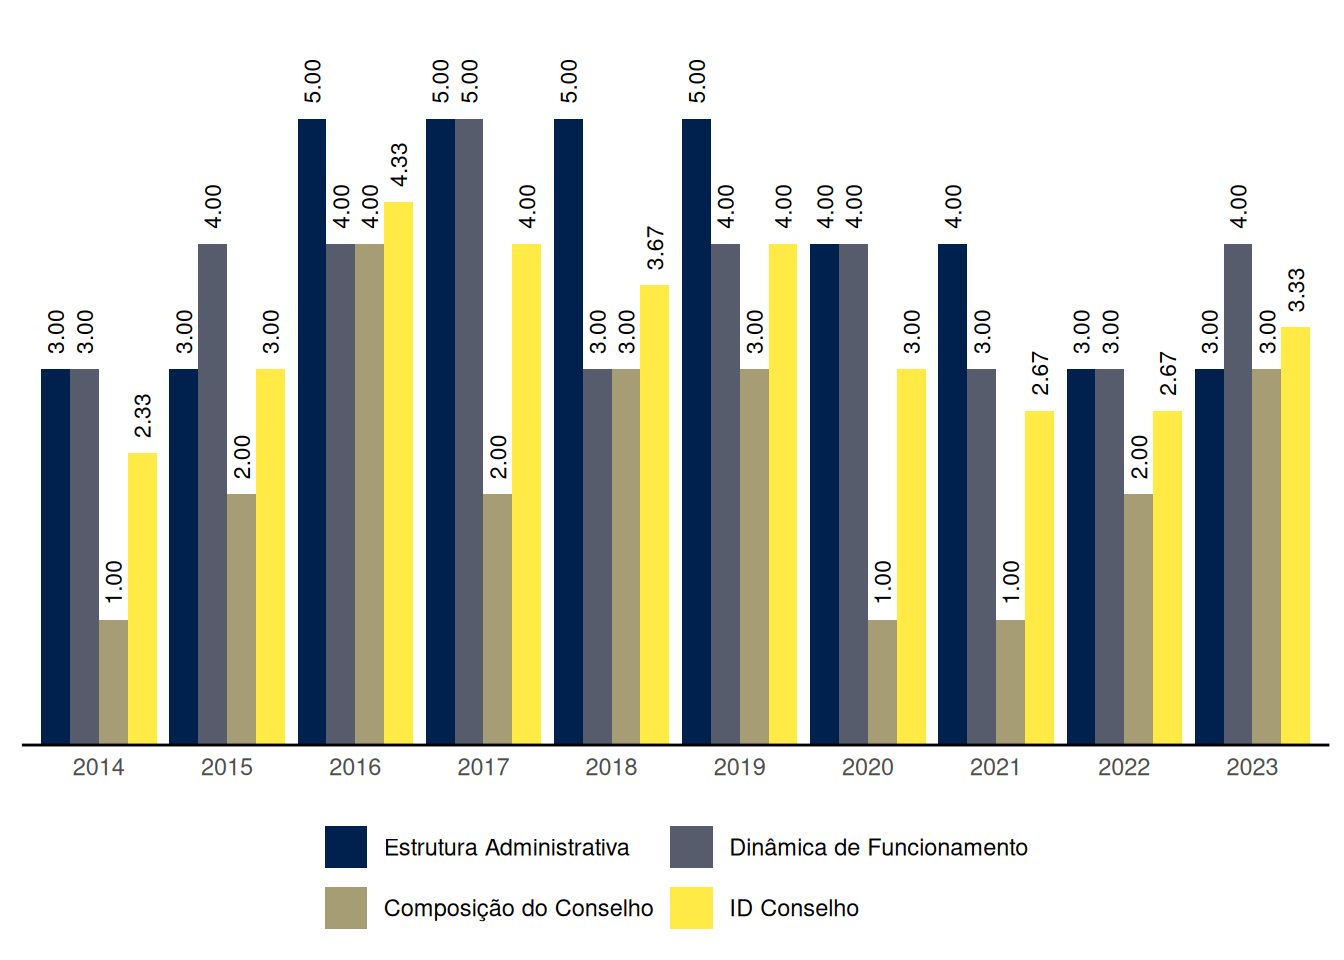 5.00 5.00 5.00 5.00 5.00
4.33
4.00 4.00 4.00 4.00 4.00 4.00 4.00 4.00 4.00 4.00
3.67
3.33
3.00 3.00 3.00 3.00 3.00 3.00 3.00 3.00 3.00 3.00 3.00 3.00 3.00
2.67 2.67
2.33
2.00 2.00 2.00
1.00 1.00 1.00
2014 2015 2016 2017 2018 2019 2020 2021 2022 2023
Estrutura Administrativa Dinâmica de Funcionamento
Composição do Conselho ID Conselho